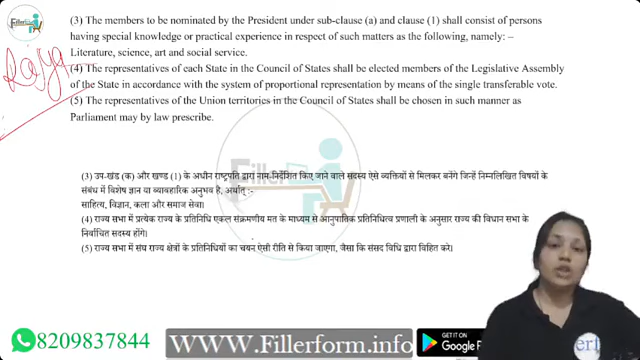 (3) The members to be nominated by the President under sub-clause (a) and clause (1) shall consist of persons
having special knowledge or practical experience in respect of such matters as the following, namely: –
Literature, science, art and social service.
(4) The representatives of each State in the Council of States shall be elected members of the Legislative Assembly
of the State in accordance with the system of proportional representation by means of the single transferable vote.
(5) The representatives of the Union territories in the Council of States shall be chosen in such manner as
Parliament may by law prescribe.
Rajya
(3) उप-खंड (क) और खण्ड (1) के अधीन राष्ट्रपति द्वारा नाम-निर्देशित किए जाने वाले सदस्य ऐसे व्यक्तियों से मिलकर बनेंगे जिन्हें निम्नलिखित विषयों के
संबंध में विशेष ज्ञान या व्यावहारिक अनुभव है, अर्थात् :-
साहित्य, विज्ञान, कला और समाज सेवा।
(4) राज्य सभा में प्रत्येक राज्य के प्रतिनिधि एकल संक्रमणीय मत के माध्यम से आनुपातिक प्रतिनिधित्व प्रणाली के अनुसार राज्य की विधान सभा के
निर्वाचित सदस्य होंगे।
(5) राज्य सभा में संघ राज्य क्षेत्रों के प्रतिनिधियों का चयन ऐसी रीति से किया जाएगा, जैसा कि संसद विधि द्वारा विहित करे।
Fillerform
8209837844
WWW.Fillerform.info
GET IT ON
Google